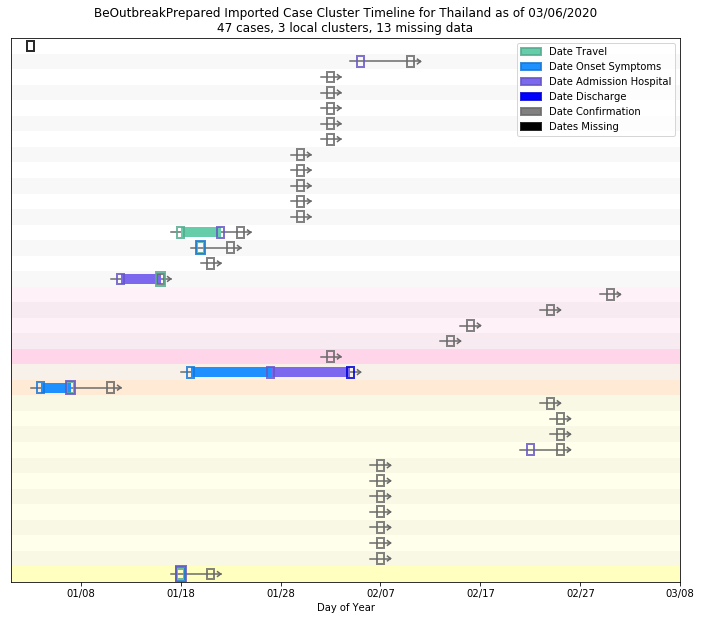 BeOutbreakPrepared Imported Case Cluster Timeline for Thailand as of 03/06/2020
47 cases, 3 local clusters, 13 missing data
Date Travel
Date Onset Symptoms
Date Admission Hospital
Date Discharge
Date Confirmation
Dates Missing
01/08 01/18 01/28 02/07 02/17 02/27 03/08
Day of Year